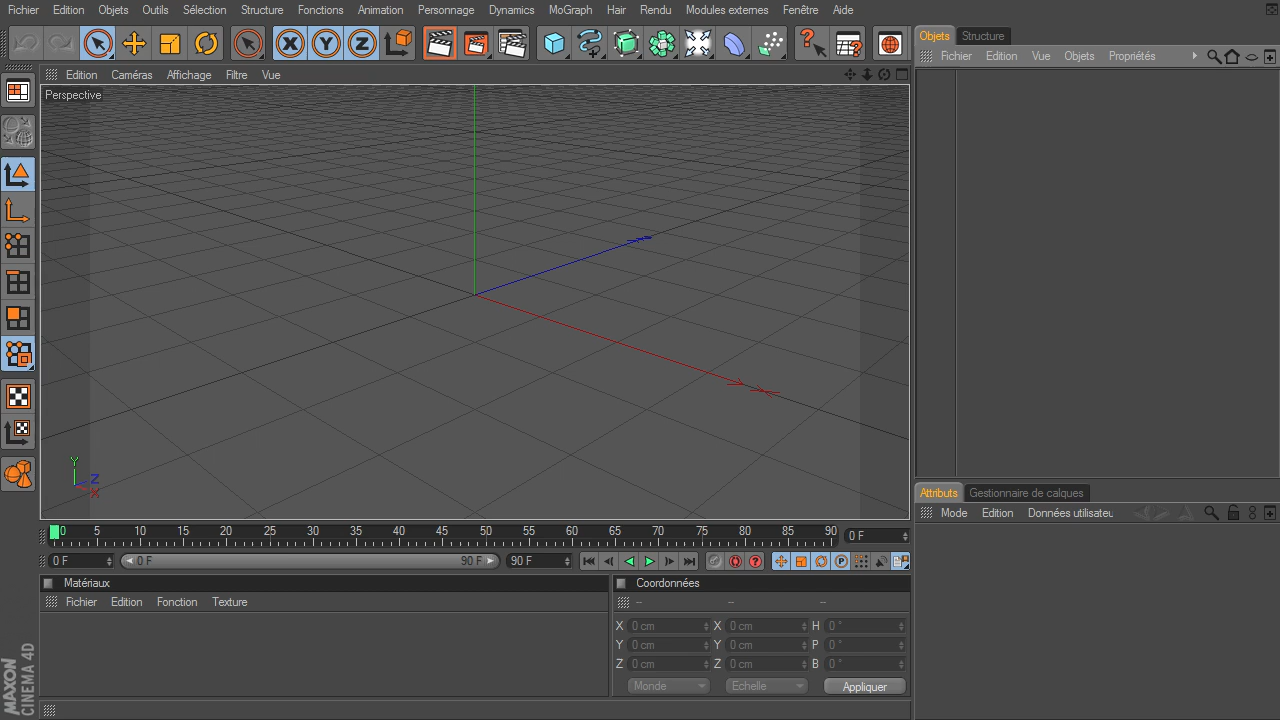 Fichier Edition Objets Outils Sélection Structure Fonctions Animation Personnage Dynamics MoGraph Hair Rendu Modules externes Fenêtre Aide
X Y Z
Objets Structure
Fichier Edition Vue Objets Propriétés
Edition Caméras Affichage Filtre Vue
Perspective
Y
Z
X
Attributs Gestionnaire de calques
Mode Edition Données utilisateu
0 5 10 15 20 25 30 35 40 45 50 55 60 65 70 75 80 85 90 0 F
0 F 0 F 90 F 90 F
Matériaux
Fichier Edition Fonction Texture
Coordonnées
-- -- --
X 0 cm X 0 cm H 0 °
Y 0 cm Y 0 cm P 0 °
Z 0 cm Z 0 cm B 0 °
Monde Echelle Appliquer
MAXON
CINEMA 4D